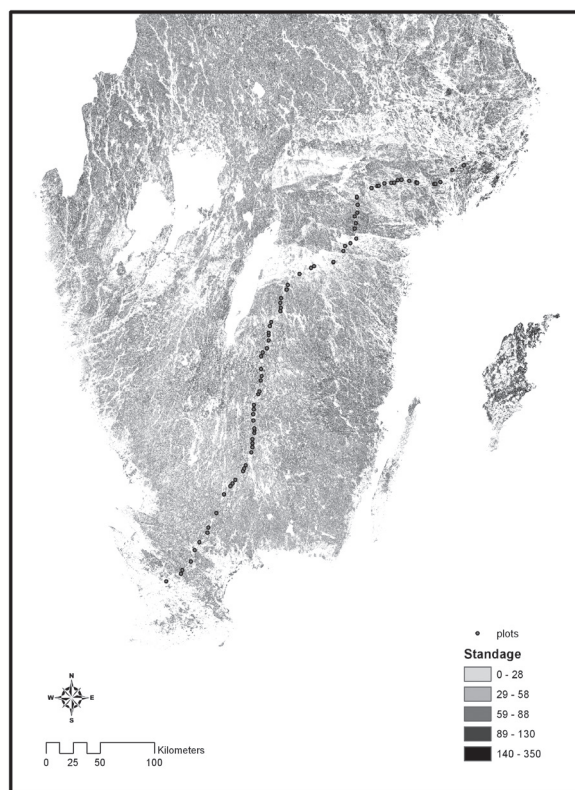 plots
Standage
0 - 28
29 - 58
59 - 88
89 - 130
140 - 350
N
W E
S
Kilometers
0 25 50 100